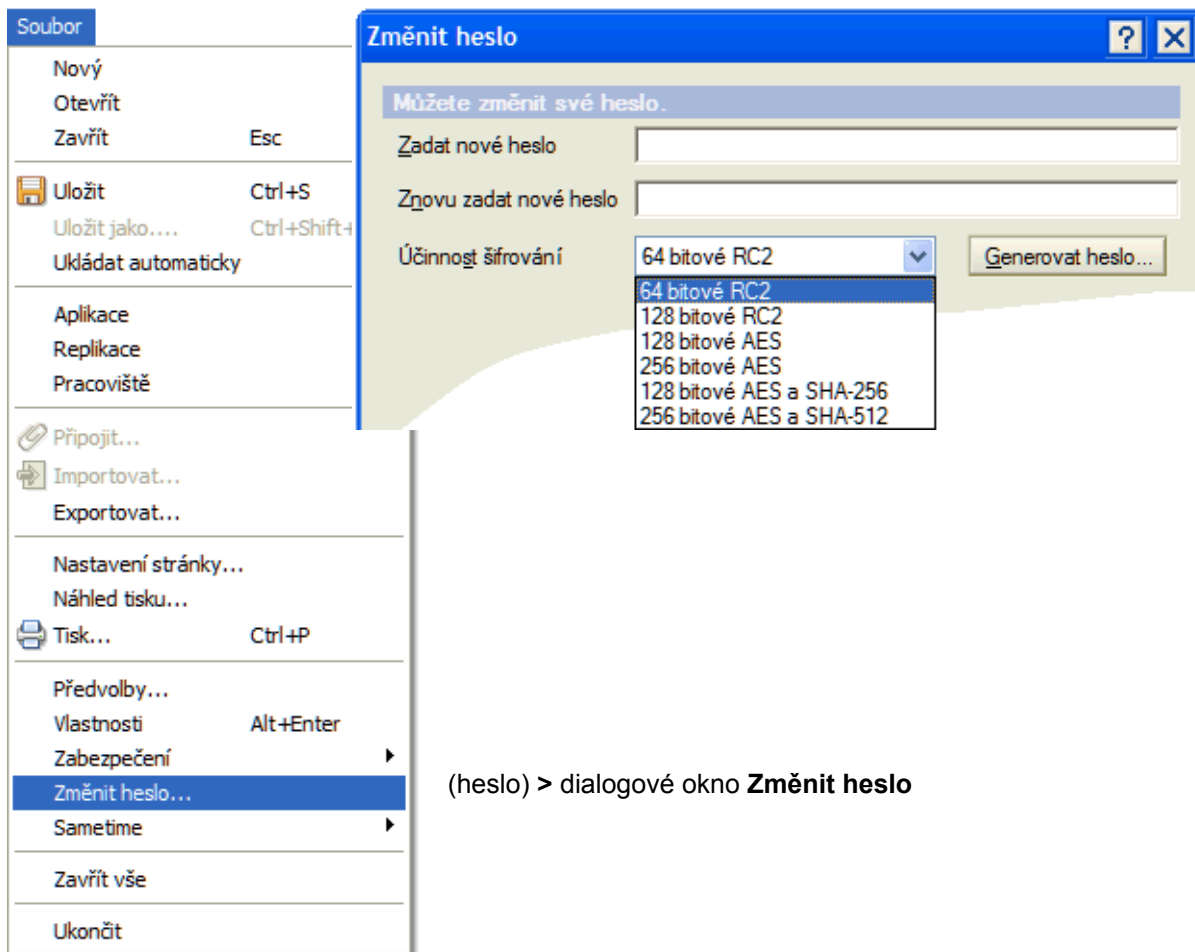 Soubor
Nový
Otevřít
Zavřít Esc
Uložit Ctrl+S
Uložit jako.... Ctrl+Shift+
Ukládat automaticky
Aplikace
Replikace
Pracoviště
Připojit...
Importovat...
Exportovat...
Nastavení stránky...
Náhled tisku...
Tisk... Ctrl+P
Předvolby...
Vlastnosti Alt+Enter
Zabezpečení
Změnit heslo...
Sametime
Zavřít vše
Ukončit
Změnit heslo
Můžete změnit své heslo.
Zadat nové heslo
Znovu zadat nové heslo
Účinnost šifrování 64 bitové RC2 Generovat heslo...
64 bitové RC2
128 bitové RC2
128 bitové AES
256 bitové AES
128 bitové AES a SHA-256
256 bitové AES a SHA-512
(heslo) > dialogové okno Změnit heslo